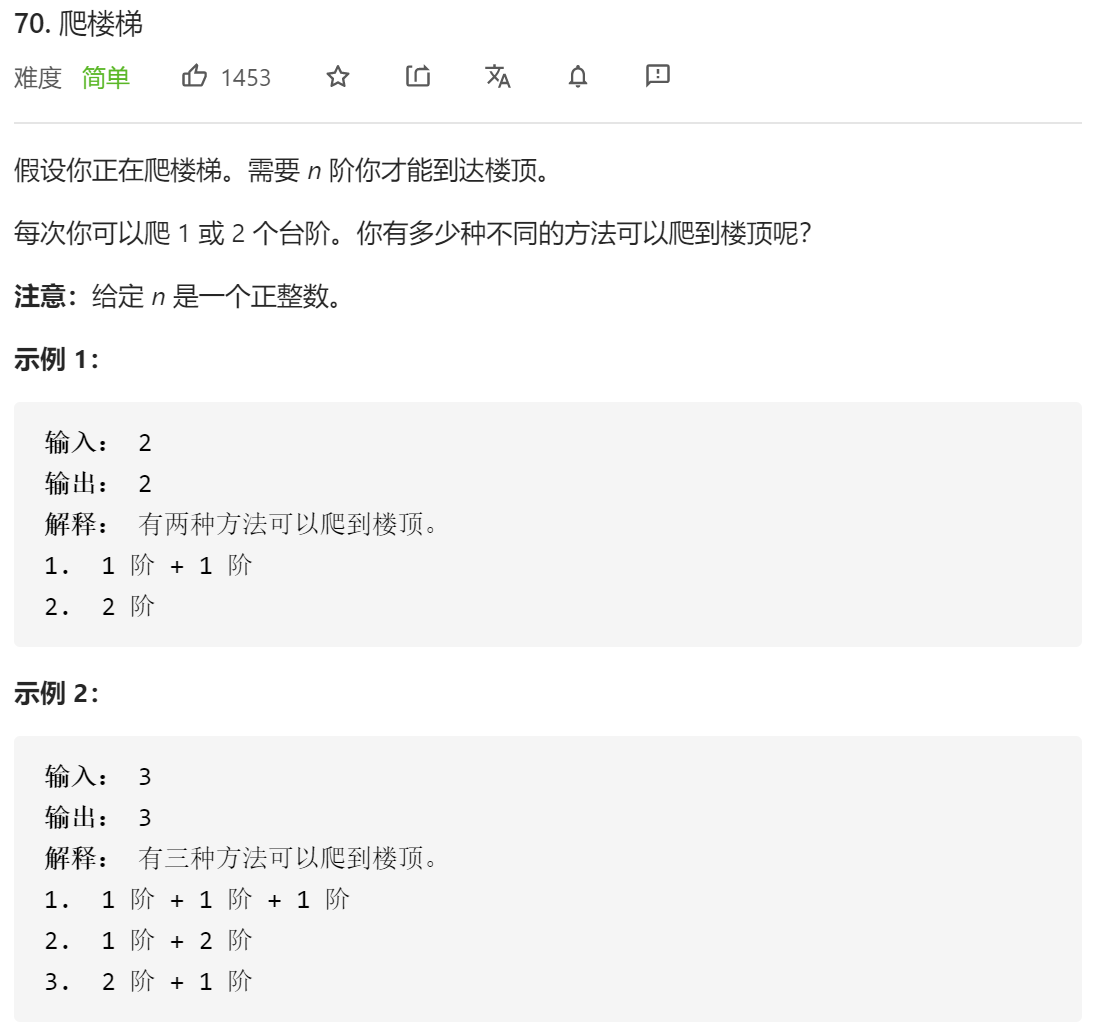 70. 爬楼梯
难度 简单 1453
假设你正在爬楼梯。需要 n 阶你才能到达楼顶。
每次你可以爬 1 或 2 个台阶。你有多少种不同的方法可以爬到楼顶呢？
注意：给定 n 是一个正整数。
示例 1：
输入： 2
输出： 2
解释： 有两种方法可以爬到楼顶。
1. 1 阶 + 1 阶
2. 2 阶
示例 2：
输入： 3
输出： 3
解释： 有三种方法可以爬到楼顶。
1. 1 阶 + 1 阶 + 1 阶
2. 1 阶 + 2 阶
3. 2 阶 + 1 阶